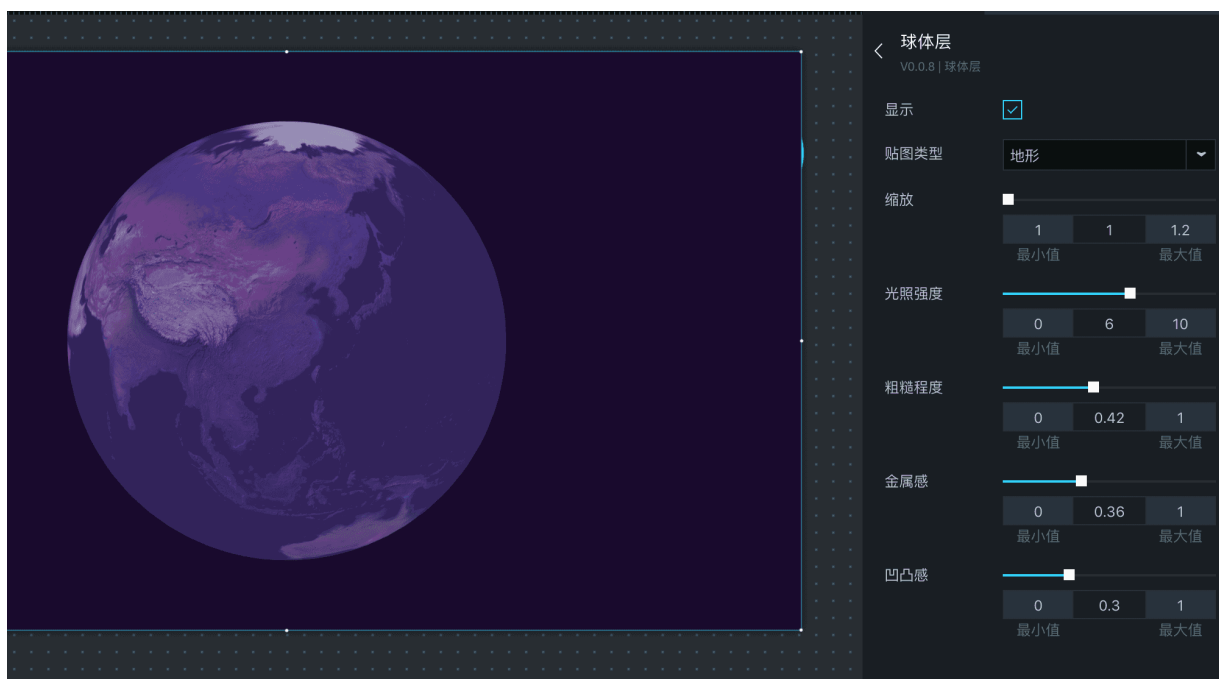 球体层
V0.0.8 | 球体层
显示
贴图类型 地形
缩放
1 1 1.2
最小值 最大值
光照强度
0 6 10
最小值 最大值
粗糙程度
0 0.42 1
最小值 最大值
金属感
0 0.36 1
最小值 最大值
凹凸感
0 0.3 1
最小值 最大值